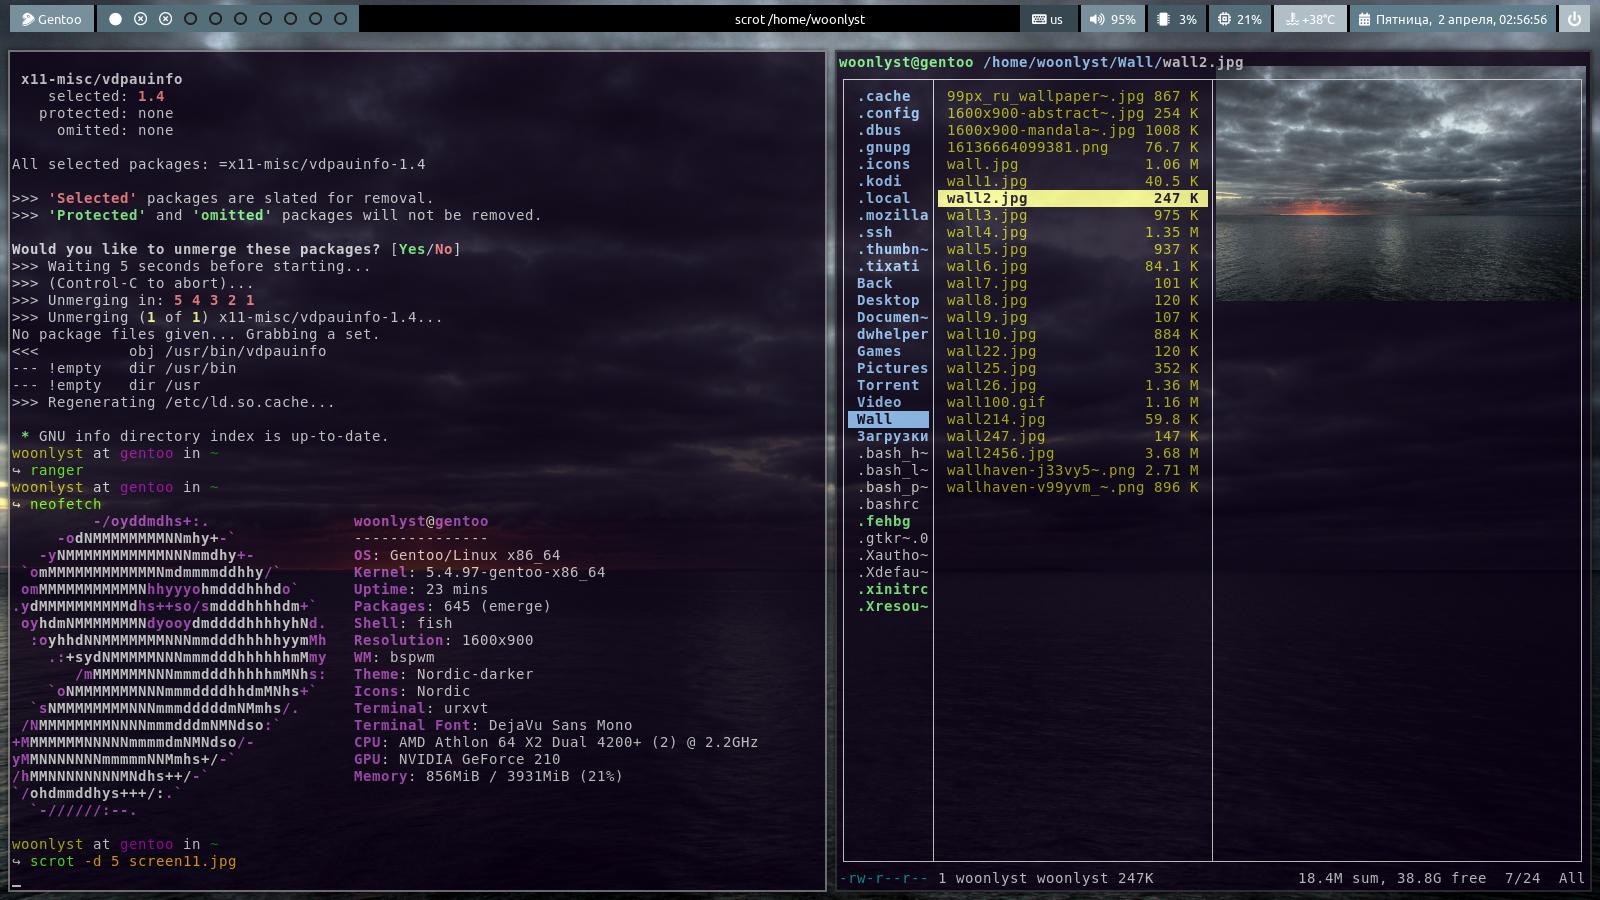 Gentoo
scrot /home/woonlyst
us
95%
3%
21%
+38°C
Пятница, 2 апреля, 02:56:56
x11-misc/vdpauinfo
selected: 1.4
protected: none
omitted: none
All selected packages: =x11-misc/vdpauinfo-1.4
>>> 'Selected' packages are slated for removal.
>>> 'Protected' and 'omitted' packages will not be removed.
Would you like to unmerge these packages? [Yes/No]
>>> Waiting 5 seconds before starting...
>>> (Control-C to abort)...
>>> Unmerging in: 5 4 3 2 1
>>> Unmerging (1 of 1) x11-misc/vdpauinfo-1.4...
No package files given... Grabbing a set.
<<< obj /usr/bin/vdpauinfo
--- !empty dir /usr/bin
--- !empty dir /usr
>>> Regenerating /etc/ld.so.cache...
* GNU info directory index is up-to-date.
woonlyst at gentoo in ~
↪ ranger
woonlyst at gentoo in ~
↪ neofetch
-/oyddmdhs+:.
-odNMMMMMMMMNNmhy+-`
-yNMMMMMMMMMMMNNNmmdhy+-
`omMMMMMMMMMMMMNmdmmmmddhhy/`
omMMMMMMMMMMMNhhyyyohmdddhhhdo`
.ydMMMMMMMMMMdhs++so/smdddhhhhdm+`
oyhdmNMMMMMMMNdyooydmddddhhhhyhNd.
:oyhhdNNMMMMMMMNNNmmdddhhhhhyymMh
.:+sydNMMMMMNNNmmmdddhhhhhhmMmy
/mMMMMMMNNNmmmdddhhhhhmMNhs:
`oNMMMMMMMNNNmmmddddhhdmMNhs+`
`sNMMMMMMMMNNNmmmdddddmNMmhs/.
/NMMMMMMMMNNNNmmmdddmNMNdso:`
+MMMMMMMNNNNNmmmmdmNMNdso/-
yMMNNNNNNNmmmmmNNMmhs+/-`
/hMMNNNNNNNNMNdhs++/-`
`/ohdmmddhys+++/:.`
`-//////:--.
woonlyst@gentoo
---------------
OS: Gentoo/Linux x86_64
Kernel: 5.4.97-gentoo-x86_64
Uptime: 23 mins
Packages: 645 (emerge)
Shell: fish
Resolution: 1600x900
WM: bspwm
Theme: Nordic-darker
Icons: Nordic
Terminal: urxvt
Terminal Font: DejaVu Sans Mono
CPU: AMD Athlon 64 X2 Dual 4200+ (2) @ 2.2GHz
GPU: NVIDIA GeForce 210
Memory: 856MiB / 3931MiB (21%)
woonlyst at gentoo in ~
↪ scrot -d 5 screen11.jpg
woonlyst@gentoo /home/woonlyst/Wall/wall2.jpg
.cache
.config
.dbus
.gnupg
.icons
.kodi
.local
.mozilla
.ssh
.thumbn~
.tixati
Back
Desktop
Documen~
dwhelper
Games
Pictures
Torrent
Video
Wall
Загрузки
.bash_h~
.bash_l~
.bash_p~
.bashrc
.fehbg
.gtkr~.0
.Xautho~
.Xdefau~
.xinitrc
.Xresou~
99px_ru_wallpaper~.jpg 867 K
1600x900-abstract~.jpg 254 K
1600x900-mandala~.jpg 1008 K
16136664099381.png 76.7 K
wall.jpg 1.06 M
wall1.jpg 40.5 K
wall2.jpg 247 K
wall3.jpg 975 K
wall4.jpg 1.35 M
wall5.jpg 937 K
wall6.jpg 84.1 K
wall7.jpg 101 K
wall8.jpg 120 K
wall9.jpg 107 K
wall10.jpg 884 K
wall22.jpg 120 K
wall25.jpg 352 K
wall26.jpg 1.36 M
wall100.gif 1.16 M
wall214.jpg 59.8 K
wall247.jpg 147 K
wall2456.jpg 3.68 M
wallhaven-j33vy5~.png 2.71 M
wallhaven-v99yvm_~.png 896 K
-rw-r--r-- 1 woonlyst woonlyst 247K
18.4M sum, 38.8G free 7/24 All